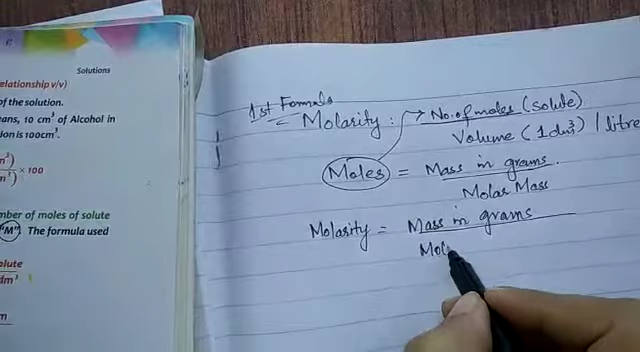 Solutions
elationship v/v)
of the solution.
eans, 10 cm³ of Alcohol in
ion is 100cm³.
× 100
mber of moles of solute
"M" The formula used
olute
dm³
1st Formula
Molarity : → No. of moles (solute)
Volume (1dm³) / litre
Moles = Mass in grams
Molar Mass
Molarity = Mass in grams
Mol